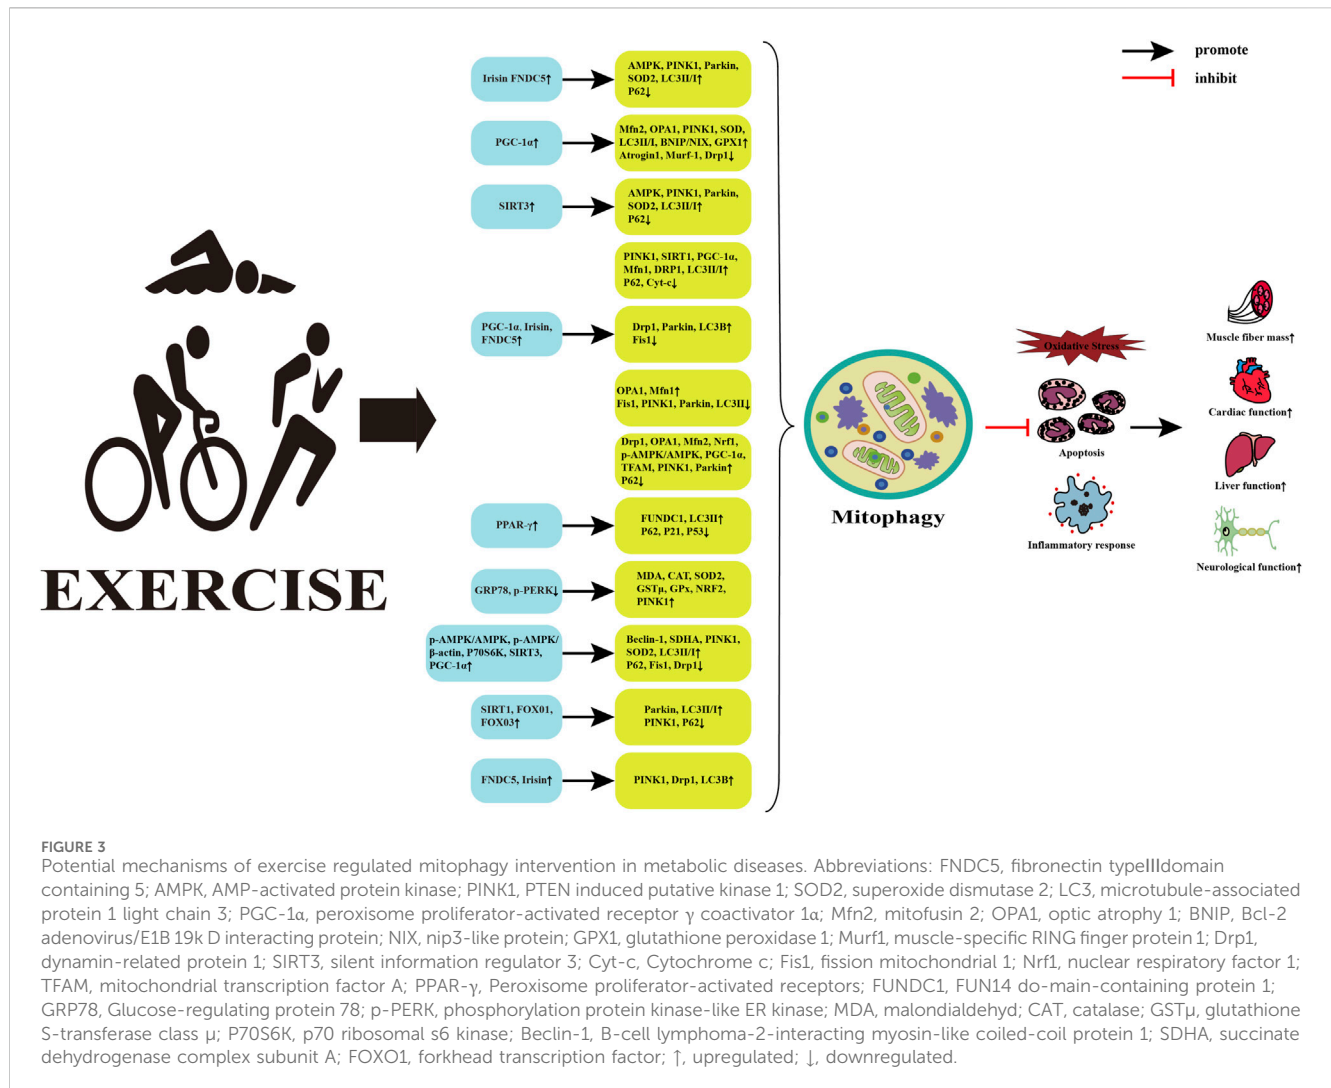 promote
inhibit
Irisin FNDC5↑
AMPK, PINK1, Parkin,
SOD2, LC3II/I↑
P62↓
PGC-1α↑
Mfn2, OPA1, PINK1, SOD,
LC3II/I, BNIP/NIX, GPX1↑
Atrogin1, Murf-1, Drp1↓
SIRT3↑
AMPK, PINK1, Parkin,
SOD2, LC3II/I↑
P62↓
PINK1, SIRT1, PGC-1α,
Mfn1, DRP1, LC3II/I↑
P62, Cyt-c↓
PGC-1α, Irisin,
FNDC5↑
Drp1, Parkin, LC3B↑
Fis1↓
OPA1, Mfn1↑
Fis1, PINK1, Parkin, LC3II↓
Drp1, OPA1, Mfn2, Nrf1,
p-AMPK/AMPK, PGC-1α,
TFAM, PINK1, Parkin↑
P62↓
PPAR-γ↑
FUNDC1, LC3II↑
P62, P21, P53↓
GRP78, p-PERK↓
MDA, CAT, SOD2,
GSTμ, GPx, NRF2,
PINK1↑
p-AMPK/AMPK, p-AMPK/
β-actin, P70S6K, SIRT3,
PGC-1α↑
Beclin-1, SDHA, PINK1,
SOD2, LC3II/I↑
P62, Fis1, Drp1↓
SIRT1, FOX01,
FOX03↑
Parkin, LC3II/I↑
PINK1, P62↓
FNDC5, Irisin↑
PINK1, Drp1, LC3B↑
EXERCISE
Mitophagy
Oxidative Stress
Apoptosis
Inflammatory response
Muscle fiber mass↑
Cardiac function↑
Liver function↑
Neurological function↑
FIGURE 3
Potential mechanisms of exercise regulated mitophagy intervention in metabolic diseases. Abbreviations: FNDC5, fibronectin typeⅢdomain
containing 5; AMPK, AMP-activated protein kinase; PINK1, PTEN induced putative kinase 1; SOD2, superoxide dismutase 2; LC3, microtubule-associated
protein 1 light chain 3; PGC-1α, peroxisome proliferator-activated receptor γ coactivator 1α; Mfn2, mitofusin 2; OPA1, optic atrophy 1; BNIP, Bcl-2
adenovirus/E1B 19k D interacting protein; NIX, nip3-like protein; GPX1, glutathione peroxidase 1; Murf1, muscle-specific RING finger protein 1; Drp1,
dynamin-related protein 1; SIRT3, silent information regulator 3; Cyt-c, Cytochrome c; Fis1, fission mitochondrial 1; Nrf1, nuclear respiratory factor 1;
TFAM, mitochondrial transcription factor A; PPAR-γ, Peroxisome proliferator-activated receptors; FUNDC1, FUN14 do-main-containing protein 1;
GRP78, Glucose-regulating protein 78; p-PERK, phosphorylation protein kinase-like ER kinase; MDA, malondialdehyd; CAT, catalase; GSTμ, glutathione
S-transferase class μ; P70S6K, p70 ribosomal s6 kinase; Beclin-1, B-cell lymphoma-2-interacting myosin-like coiled-coil protein 1; SDHA, succinate
dehydrogenase complex subunit A; FOXO1, forkhead transcription factor; ↑, upregulated; ↓, downregulated.